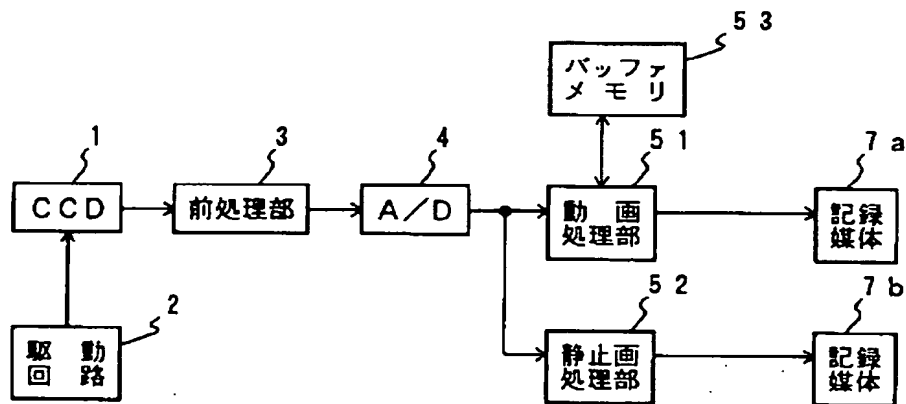 53
バッファ
メモリ
1
CCD
3
前処理部
4
A/D
51
動画
処理部
7a
記録
媒体
2
駆動
回路
52
静止画
処理部
7b
記録
媒体